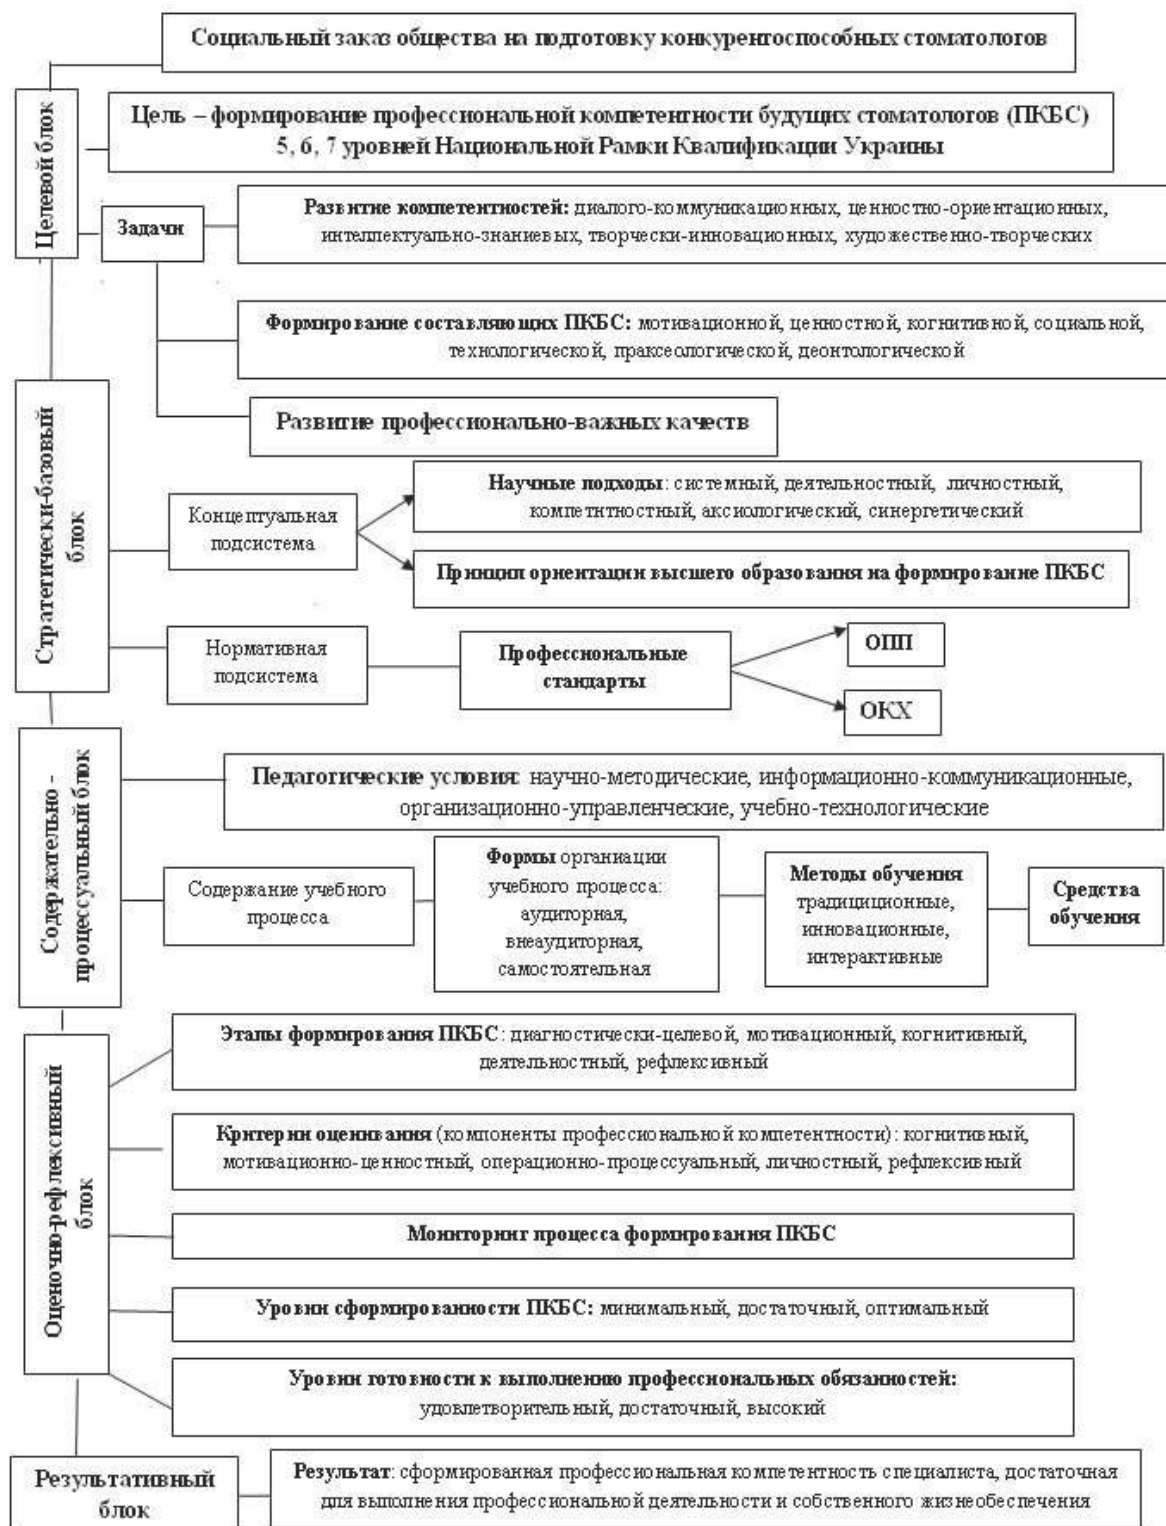 Социальный заказ общества на подготовку конкурентоспособных стоматологов
Целевой блок
Цель – формирование профессиональной компетентности будущих стоматологов (ПКБС)
5, 6, 7 уровней Национальной Рамки Квалификации Украины
Задачи
Развитие компетентностей: диалого-коммуникационных, ценностно-ориентационных,
интеллектуально-знаниевых, творчески-инновационных, художественно-творческих
Формирование составляющих ПКБС: мотивационной, ценностной, когнитивной, социальной,
технологической, праксеологической, деонтологической
Развитие профессионально-важных качеств
Стратегически-базовый
блок
Концептуальная
подсистема
Научные подходы: системный, деятельностный, личностный,
компетнтностный, аксиологический, синергетический
Принцип ориентации высшего образования на формирование ПКБС
Нормативная
подсистема
Профессиональные
стандарты
ОПП
ОКХ
Содержательно -
процессуальный блок
Педагогические условия: научно-методические, информационно-коммуникационные,
организационно-управленческие, учебно-технологические
Содержание учебного
процесса
Формы органиации
учебного процесса:
аудиторная,
внеаудиторная,
самостоятельная
Методы обучения
традициционные,
инновационные,
интерактивные
Средства
обучения
Оценочно-рефлексивный
блок
Этапы формирования ПКБС: диагностически-целевой, мотивационный, когнитивный,
деятельностный, рефлексивный
Критерии оценивания (компоненты профессиональной компетентности): когнитивный,
мотивационно-ценностный, операционно-процессуальный, личностный, рефлексивный
Мониторинг процесса формирования ПКБС
Уровни сформированности ПКБС: минимальный, достаточный, оптимальный
Уровни готовности к выполнению профессиональных обязанностей:
удовлетворительный, достаточный, высокий
Результативный
блок
Результат: сформированная профессиональная компетентность специалиста, достаточная
для выполнения профессиональной деятельности и собственного жизнеобеспечения